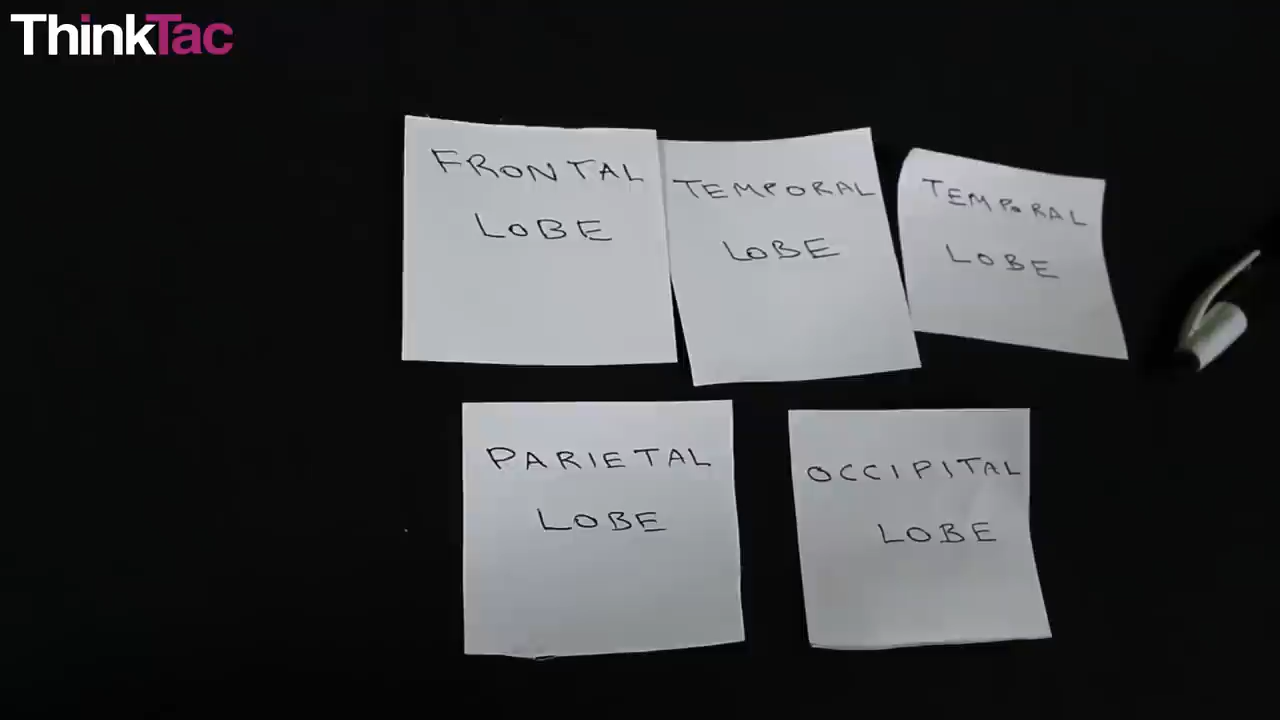 ThinkTac
FRONTAL
LOBE
TEMPORAL
LOBE
TEMPORAL
LOBE
PARIETAL
LOBE
OCCIPITAL
LOBE